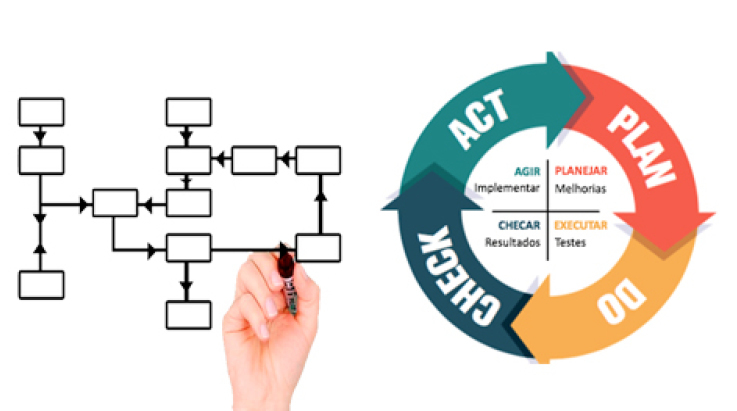 ACT
PLAN
AGIR
Implementar
PLANEJAR
Melhorias
CHECAR
Resultados
EXECUTAR
Testes
CHECK
DO